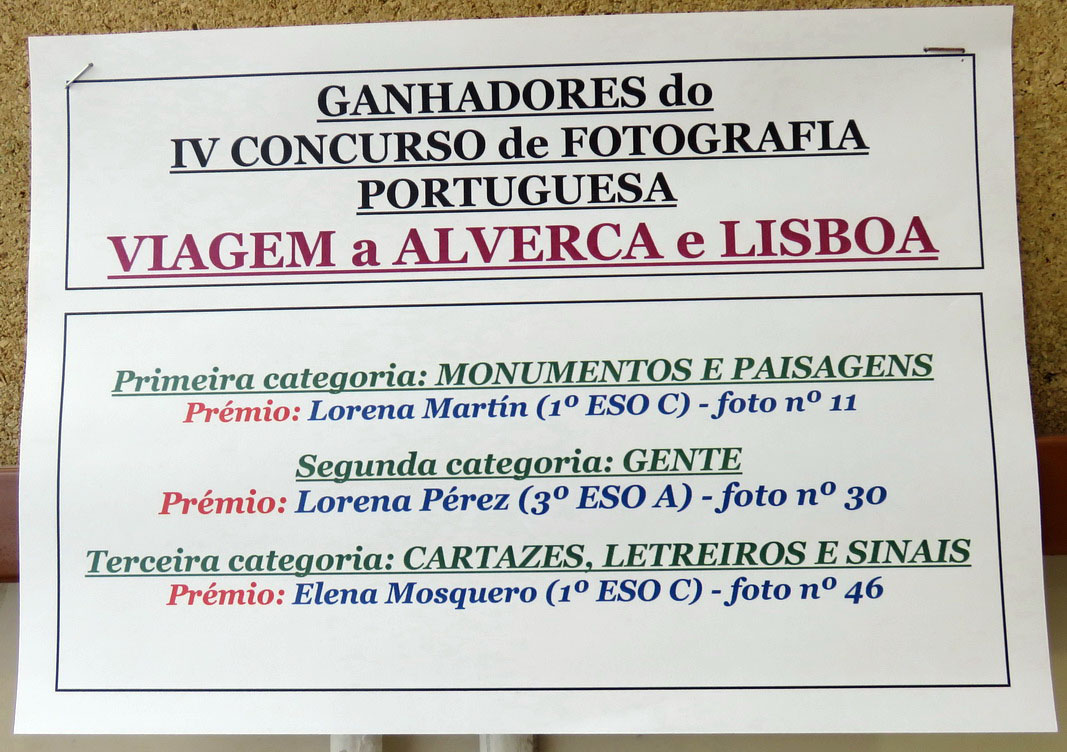 GANHADORES do
IV CONCURSO de FOTOGRAFIA
PORTUGUESA
VIAGEM a ALVERCA e LISBOA
Primeira categoria: MONUMENTOS E PAISAGENS
Prémio: Lorena Martín (1º ESO C) - foto nº 11
Segunda categoria: GENTE
Prémio: Lorena Pérez (3º ESO A) - foto nº 30
Terceira categoria: CARTAZES, LETREIROS E SINAIS
Prémio: Elena Mosquero (1º ESO C) - foto nº 46